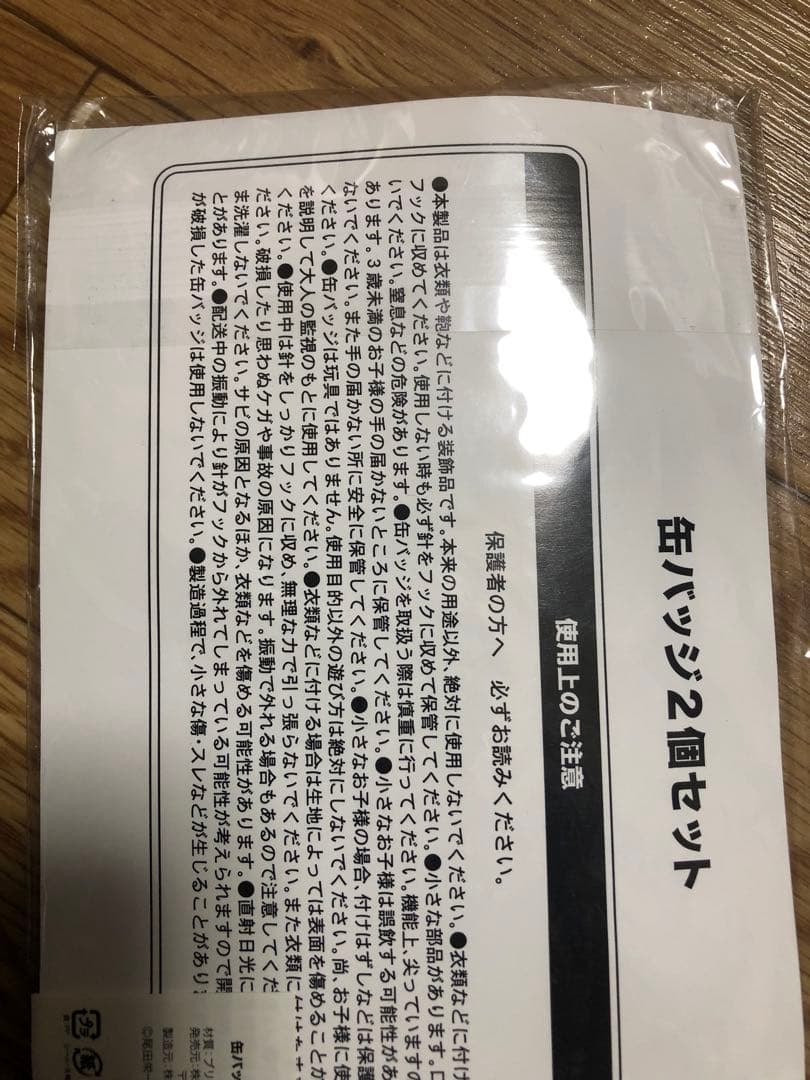 缶バッジ2個セット
使用上のご注意
保護者の方へ 必ずお読みください。
●本製品は衣類や鞄などに付ける装飾品です。本来の用途以外、絶対に使用しないでください。●衣類などに付け
フックに収めてください。使用しない時も必ず針をフックに収めて保管してください。●小さな部品があります。口
いでください。窒息などの危険があります。●缶バッジを取扱う際は慎重に行ってください。機能上、尖っていますの
あります。3歳未満のお子様の手の届かないところに保管してください。●小さなお子様は誤飲する可能性があ
ないでください。また手の届かない所に安全に保管してください。●小さなお子様の場合、付けはずしなどは保護
ください。●缶バッジは玩具ではありません。使用目的以外の遊び方は絶対にしないでください。尚、お子様に使
を説明して大人の監視のもとに使用してください。●衣類などに付ける場合は生地によっては表面を傷めることが
ください。●使用中は針をしっかりフックに収め、無理な力で引っ張らないでください。また衣類に
ださい。破損したり思わぬケガや事故の原因になります。振動で外れる場合もあるので注意してくだ
ま洗濯しないでください。サビの原因となるほか、衣類などを傷める可能性があります。●直射日光に
とがあります。●配送中の振動により針がフックから外れてしまっている可能性が考えられますので開
が破損した缶バッジは使用しないでください。●製造過程で、小さな傷・スレなどが生じることがあり
缶バッ
材質:ブリ
発売元:株
製造元:株
©尾田栄一
プラ
紙